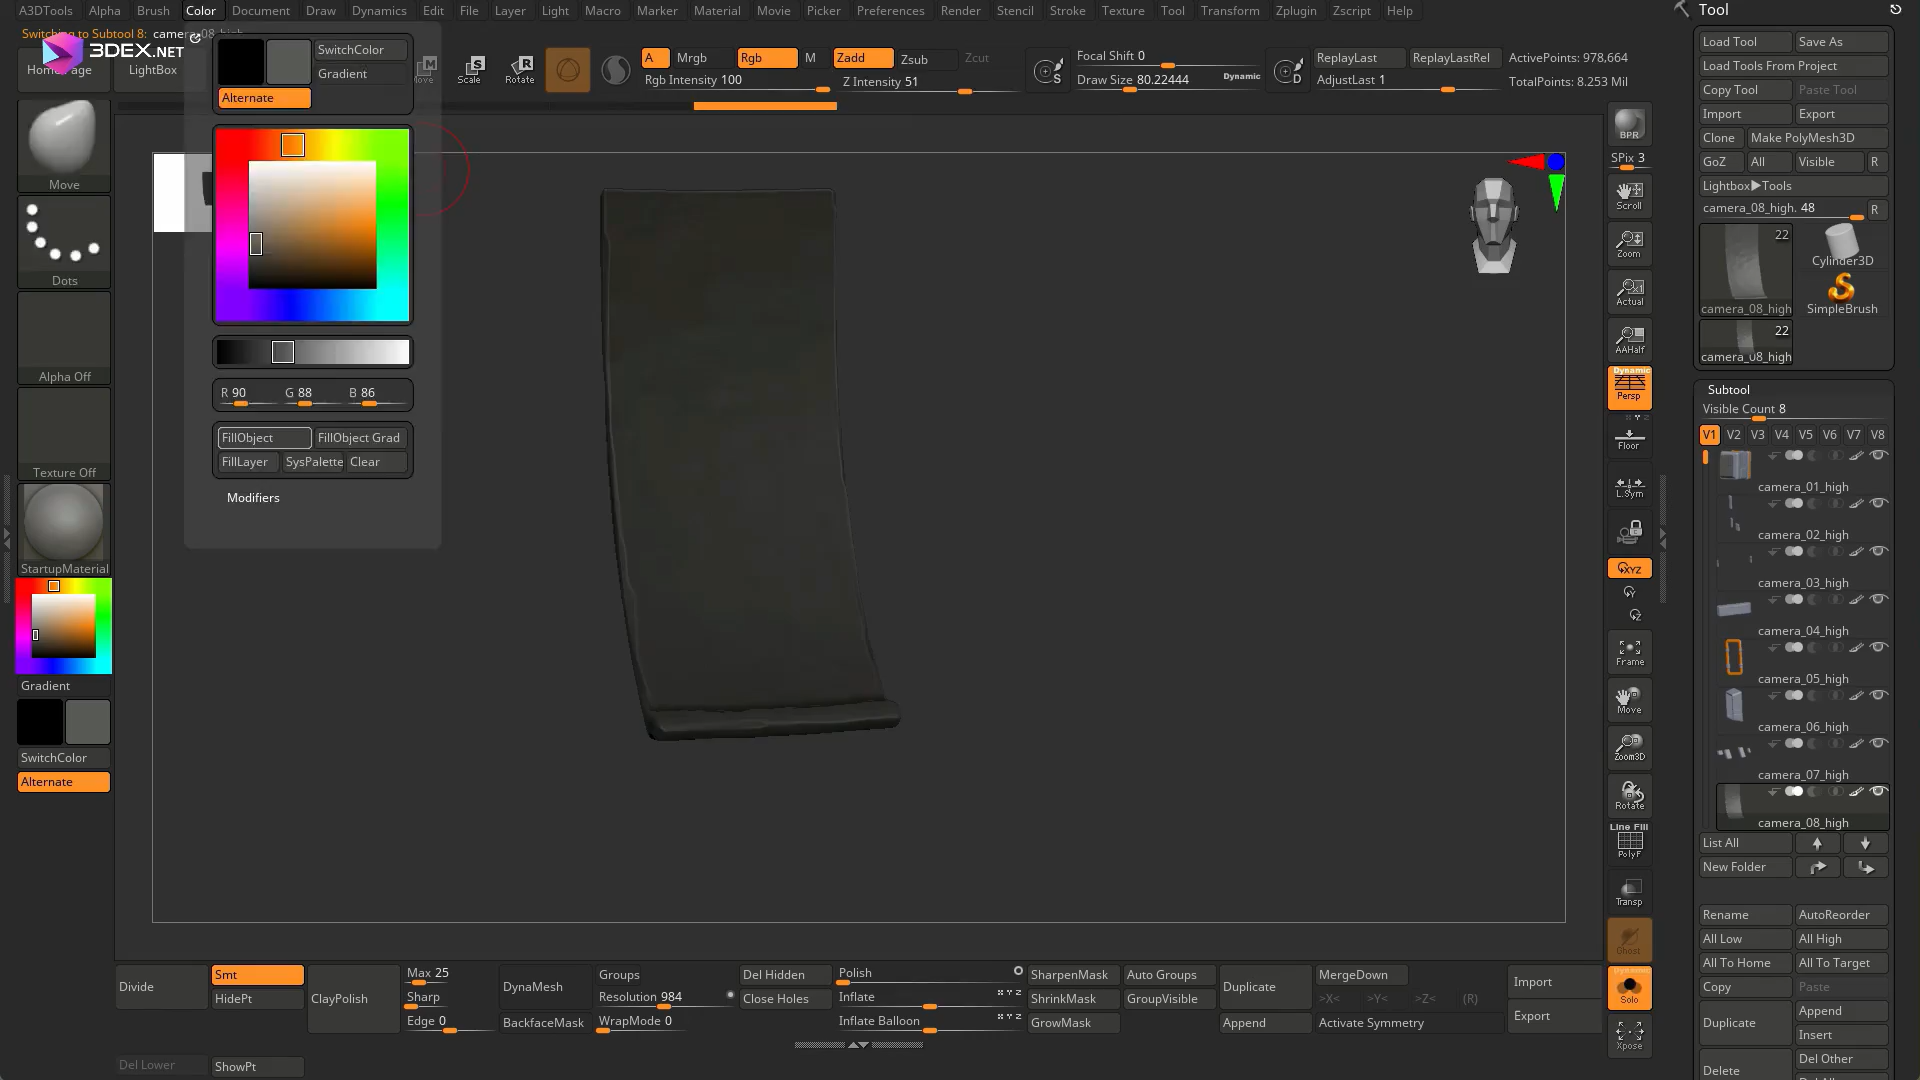 A3DTools Alpha Brush Color Document Draw Dynamics Edit File Layer Light Macro Marker Material Movie Picker Preferences Render Stencil Stroke Texture Tool Transform Zplugin Zscript Help
Tool
Switching to Subtool 8: camera_08_high
3DEX.NET
Home Page
LightBox
SwitchColor
Gradient
Alternate
Move
Scale
Rotate
A
Mrgb
Rgb
M
Zadd
Zsub
Zcut
Rgb Intensity 100
Z Intensity 51
S
Focal Shift 0
Draw Size 80.22444
Dynamic
D
ReplayLast
ReplayLastRel
AdjustLast 1
ActivePoints: 978,664
TotalPoints: 8.253 Mil
Move
Dots
Alpha Off
Texture Off
StartupMaterial
Gradient
SwitchColor
Alternate
R 90
G 88
B 86
FillObject
FillObject Grad
FillLayer
SysPalette
Clear
Modifiers
BPR
SPix 3
Scroll
Zoom
Actual
AAHalf
Dynamic
Persp
Floor
L.Sym
XYZ
Y
Z
Frame
Move
Zoom3D
Rotate
Line Fill
PolyF
Transp
Ghost
Dynamic
Solo
Xpose
Load Tool
Save As
Load Tools From Project
Copy Tool
Paste Tool
Import
Export
Clone
Make PolyMesh3D
GoZ
All
Visible
R
Lightbox▶Tools
camera_08_high. 48
R
22
camera_08_high
Cylinder3D
SimpleBrush
22
camera_08_high
Subtool
Visible Count 8
V1 V2 V3 V4 V5 V6 V7 V8
camera_01_high
camera_02_high
camera_03_high
camera_04_high
camera_05_high
camera_06_high
camera_07_high
camera_08_high
List All
New Folder
Rename
AutoReorder
All Low
All High
All To Home
All To Target
Copy
Paste
Duplicate
Append
Insert
Delete
Del Other
Divide
Smt
HidePt
ClayPolish
Max 25
Sharp
Edge 0
DynaMesh
BackfaceMask
Groups
Resolution 984
WrapMode 0
Del Hidden
Close Holes
Polish
Inflate
Inflate Balloon
SharpenMask
ShrinkMask
GrowMask
Auto Groups
GroupVisible
Duplicate
Append
MergeDown
>X< >Y< >Z< (R)
Activate Symmetry
Import
Export
Del Lower
ShowPt